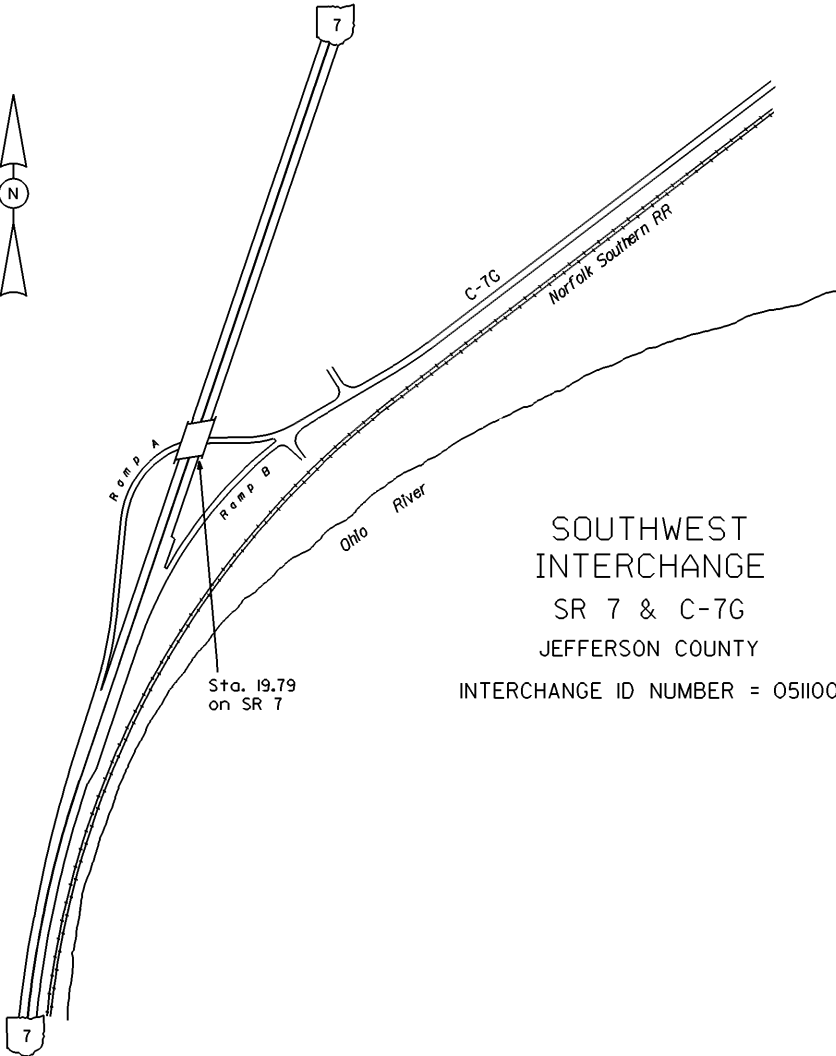 7
N
C-7G
Norfolk Southern RR
Ramp A
Ramp B
Ohio River
SOUTHWEST
INTERCHANGE
SR 7 & C-7G
JEFFERSON COUNTY
INTERCHANGE ID NUMBER = 051100
Sta. 19.79
on SR 7
7